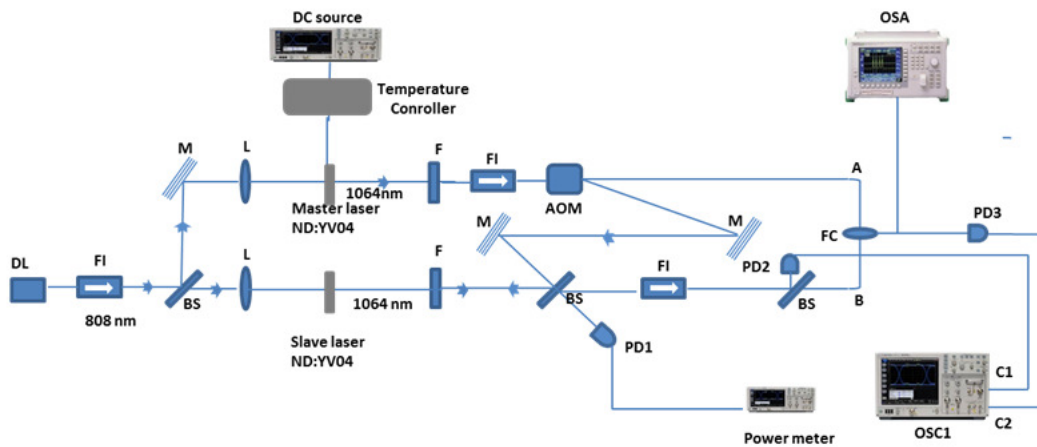 DC source
OSA
Temperature
Conroller
M
L
F
FI
1064nm
AOM
A
Master laser
ND:YV04
M
M
FC
PD3
PD2
DL
FI
BS
L
F
FI
808 nm
1064 nm
BS
BS
B
Slave laser
ND:YV04
PD1
C1
C2
Power meter
OSC1